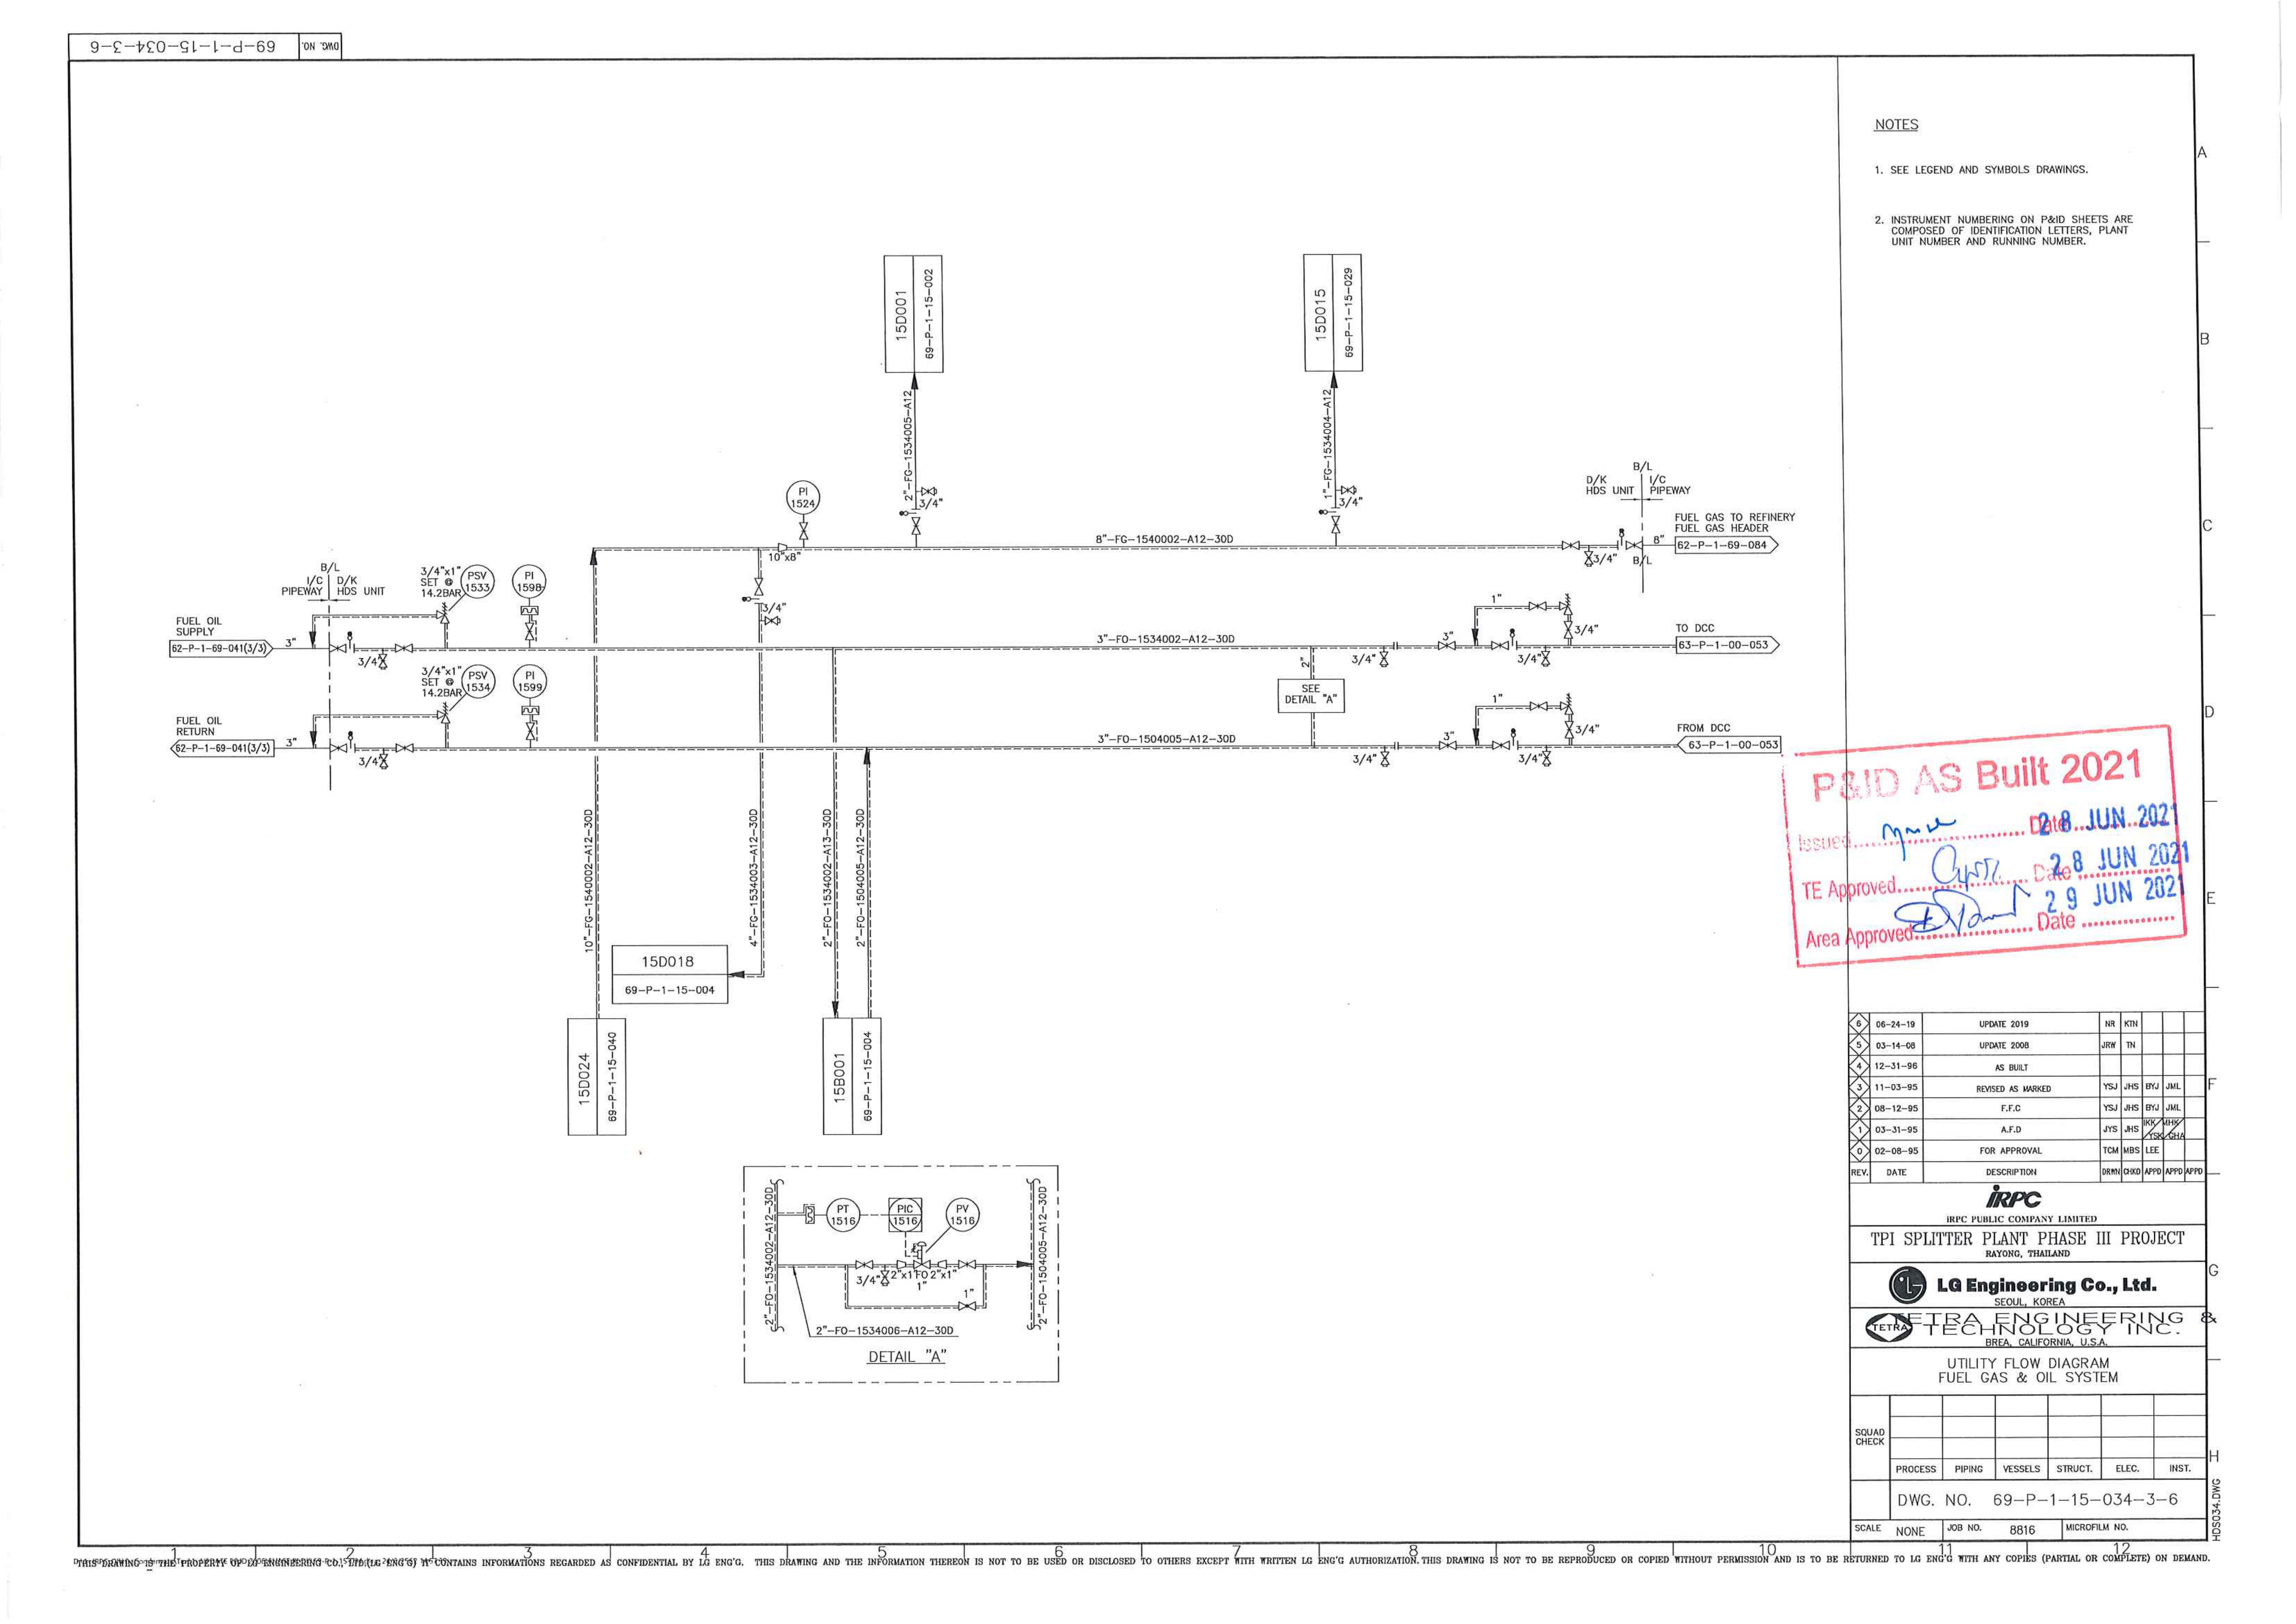 69-P-1-15-034-3-6
DWG. NO.
NOTES
1. SEE LEGEND AND SYMBOLS DRAWINGS.
2. INSTRUMENT NUMBERING ON P&ID SHEETS ARE
COMPOSED OF IDENTIFICATION LETTERS, PLANT
UNIT NUMBER AND RUNNING NUMBER.
A
B
C
D
E
F
G
H
15D001
69-P-1-15-002
15D015
69-P-1-15-029
2"-FG-1534005-A12
3/4"
1"-FG-1534004-A12
3/4"
PI
1524
10"x8"
8"-FG-1540002-A12-30D
B/L
D/K
HDS UNIT
I/C
PIPEWAY
FUEL GAS TO REFINERY
FUEL GAS HEADER
8"
62-P-1-69-084
3/4"
B/L
B/L
I/C
PIPEWAY
D/K
HDS UNIT
3/4"x1"
SET @
14.2BAR
PSV
1533
PI
1598
FUEL OIL
SUPPLY
62-P-1-69-041(3/3)
3"
3/4"
3/4"
3"-FO-1534002-A12-30D
2"
SEE
DETAIL "A"
1"
3"
3/4"
3/4"
3/4"
TO DCC
63-P-1-00-053
3/4"x1"
SET @
14.2BAR
PSV
1534
PI
1599
FUEL OIL
RETURN
62-P-1-69-041(3/3)
3"
3/4"
3"-FO-1504005-A12-30D
1"
3"
3/4"
3/4"
3/4"
FROM DCC
63-P-1-00-053
10"-FG-1540002-A12-30D
4"-FG-1534003-A12-30D
2"-FO-1534002-A13-30D
2"-FO-1504005-A12-30D
15D018
69-P-1-15-004
15D024
69-P-1-15-040
15B001
69-P-1-15-004
2"-FO-1534002-A12-30D
PT
1516
PIC
1516
PV
1516
2"-FO-1504005-A12-30D
3/4"
2"x1"
FO
2"x1"
1"
1"
2"-FO-1534006-A12-30D
DETAIL "A"
P&ID AS Built 2021
Issued Date 28 JUN 2021
TE Approved Date 28 JUN 2021
Area Approved Date 29 JUN 2021
6 06-24-19 UPDATE 2019 NR KTN
5 03-14-08 UPDATE 2008 JRW TN
4 12-31-96 AS BUILT
3 11-03-95 REVISED AS MARKED YSJ JHS BYJ JML
2 08-12-95 F.F.C YSJ JHS BYJ JML
1 03-31-95 A.F.D JYS JHS IKK/YSK MHK/GHA
0 02-08-95 FOR APPROVAL TCM MBS LEE
REV. DATE DESCRIPTION DRWN CHKD APPD APPD APPD
iRPC
IRPC PUBLIC COMPANY LIMITED
TPI SPLITTER PLANT PHASE III PROJECT
RAYONG, THAILAND
LG Engineering Co., Ltd.
SEOUL, KOREA
TETRA
TETRA ENGINEERING &
TECHNOLOGY INC.
BREA, CALIFORNIA, U.S.A.
UTILITY FLOW DIAGRAM
FUEL GAS & OIL SYSTEM
SQUAD
CHECK
PROCESS PIPING VESSELS STRUCT. ELEC. INST.
DWG. NO. 69-P-1-15-034-3-6
SCALE NONE JOB NO. 8816 MICROFILM NO.
HDS034.DWG
1 2 3 4 5 6 7 8 9 10 11 12
THIS DRAWING IS THE PROPERTY OF LG ENGINEERING CO., LTD.(LG ENG'G) IT CONTAINS INFORMATIONS REGARDED AS CONFIDENTIAL BY LG ENG'G. THIS DRAWING AND THE INFORMATION THEREON IS NOT TO BE USED OR DISCLOSED TO OTHERS EXCEPT WITH WRITTEN LG ENG'G AUTHORIZATION. THIS DRAWING IS NOT TO BE REPRODUCED OR COPIED WITHOUT PERMISSION AND IS TO BE RETURNED TO LG ENG'G WITH ANY COPIES (PARTIAL OR COMPLETE) ON DEMAND.